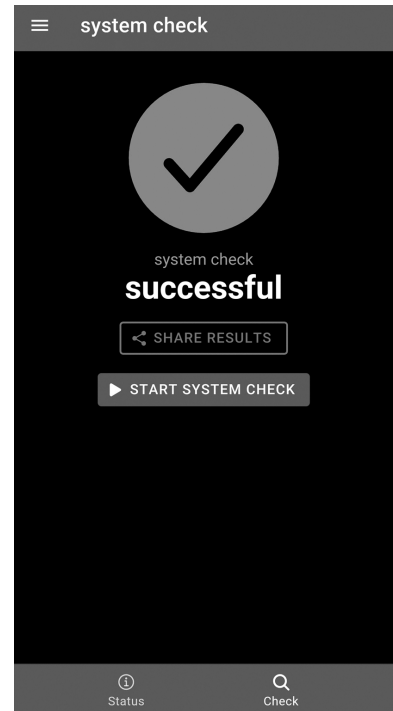 system check
system check
successful
SHARE RESULTS
START SYSTEM CHECK
Status
Check